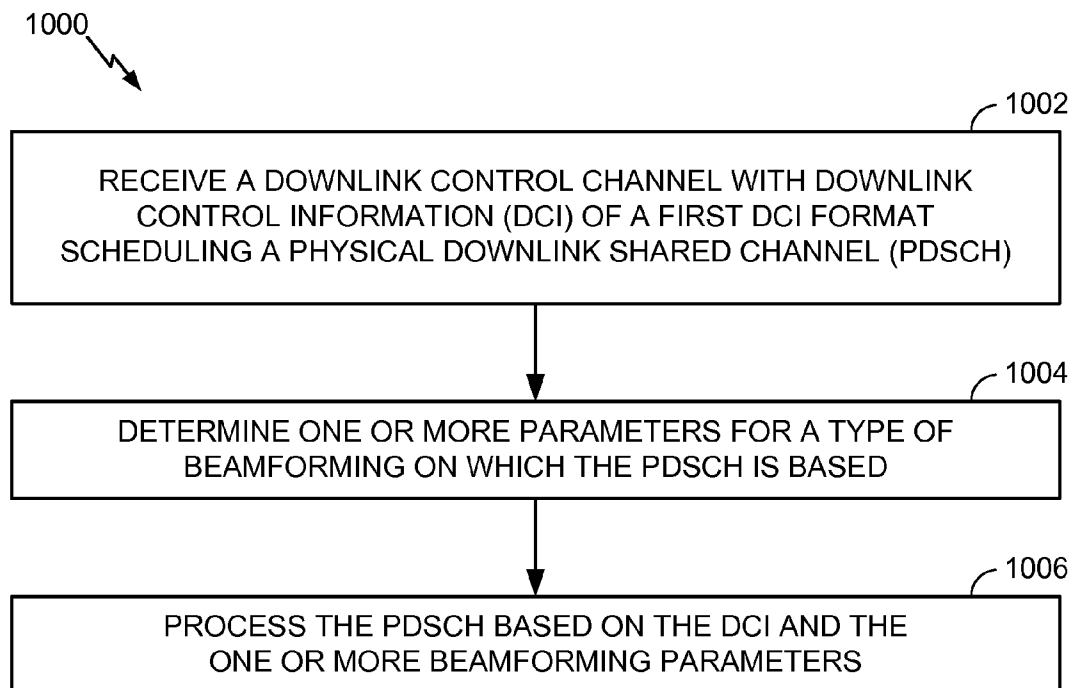 1000
1002
RECEIVE A DOWNLINK CONTROL CHANNEL WITH DOWNLINK
CONTROL INFORMATION (DCI) OF A FIRST DCI FORMAT
SCHEDULING A PHYSICAL DOWNLINK SHARED CHANNEL (PDSCH)
1004
DETERMINE ONE OR MORE PARAMETERS FOR A TYPE OF
BEAMFORMING ON WHICH THE PDSCH IS BASED
1006
PROCESS THE PDSCH BASED ON THE DCI AND THE
ONE OR MORE BEAMFORMING PARAMETERS